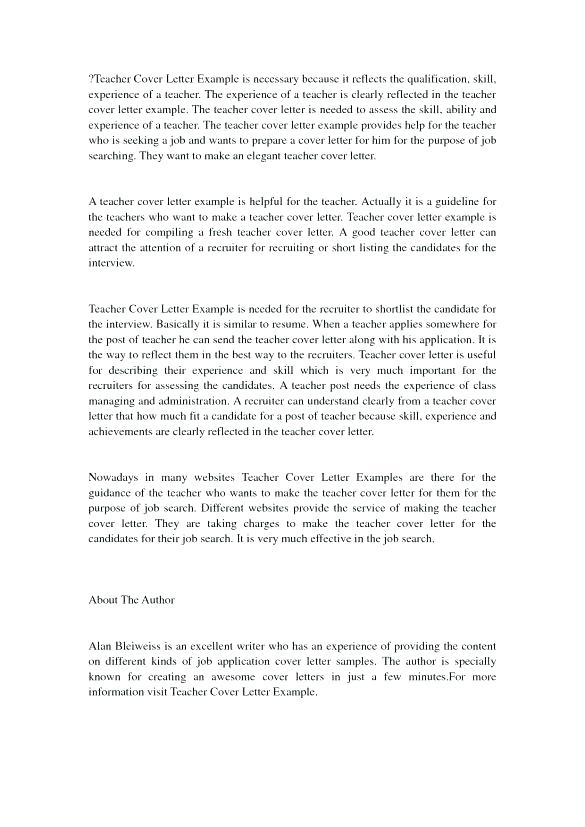 ?Teacher Cover Letter Example is necessary because it reflects the qualification, skill,
experience of a teacher. The experience of a teacher is clearly reflected in the teacher
cover letter example. The teacher cover letter is needed to assess the skill, ability and
experience of a teacher. The teacher cover letter example provides help for the teacher
who is seeking a job and wants to prepare a cover letter for him for the purpose of job
searching. They want to make an elegant teacher cover letter.
A teacher cover letter example is helpful for the teacher. Actually it is a guideline for
the teachers who want to make a teacher cover letter. Teacher cover letter example is
needed for compiling a fresh teacher cover letter. A good teacher cover letter can
attract the attention of a recruiter for recruiting or short listing the candidates for the
interview.
Teacher Cover Letter Example is needed for the recruiter to shortlist the candidate for
the interview. Basically it is similar to resume. When a teacher applies somewhere for
the post of teacher he can send the teacher cover letter along with his application. It is
the way to reflect them in the best way to the recruiters. Teacher cover letter is useful
for describing their experience and skill which is very much important for the
recruiters for assessing the candidates. A teacher post needs the experience of class
managing and administration. A recruiter can understand clearly from a teacher cover
letter that how much fit a candidate for a post of teacher because skill, experience and
achievements are clearly reflected in the teacher cover letter.
Nowadays in many websites Teacher Cover Letter Examples are there for the
guidance of the teacher who wants to make the teacher cover letter for them for the
purpose of job search. Different websites provide the service of making the teacher
cover letter. They are taking charges to make the teacher cover letter for the
candidates for their job search. It is very much effective in the job search.
About The Author
Alan Bleiweiss is an excellent writer who has an experience of providing the content
on different kinds of job application cover letter samples. The author is specially
known for creating an awesome cover letters in just a few minutes.For more
information visit Teacher Cover Letter Example.